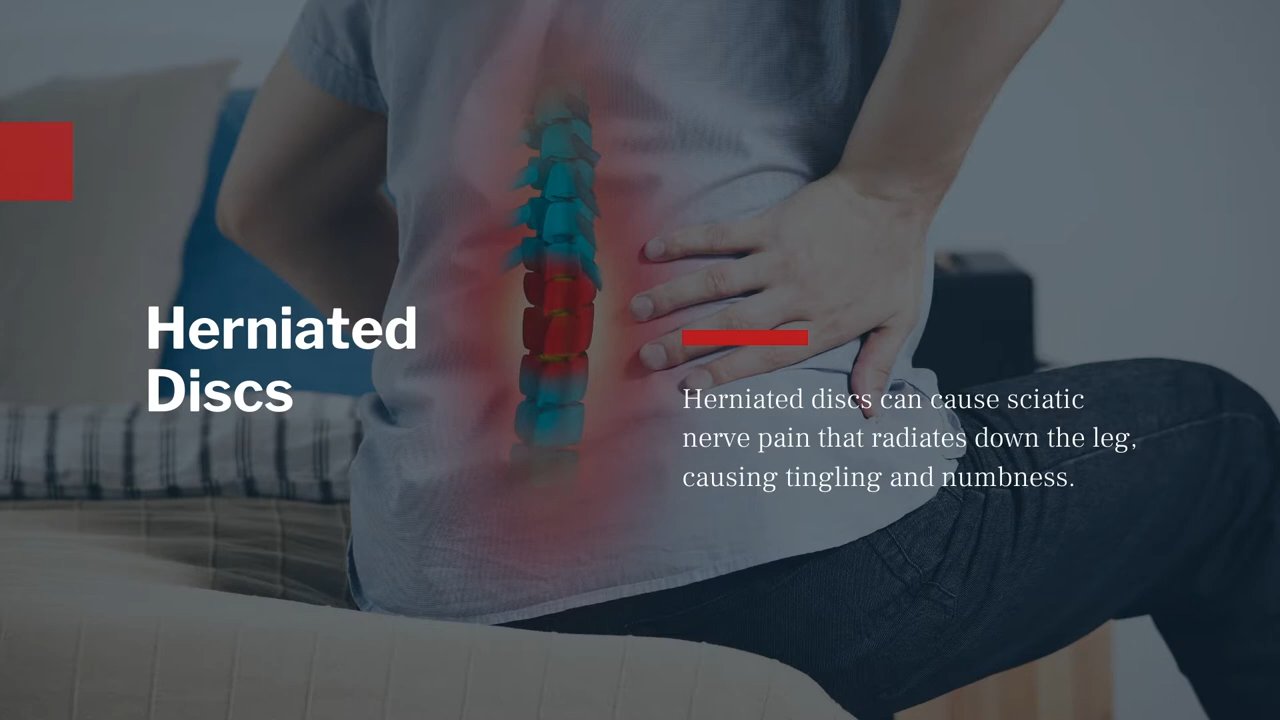 Herniated
Discs
Herniated discs can cause sciatic
nerve pain that radiates down the leg,
causing tingling and numbness.